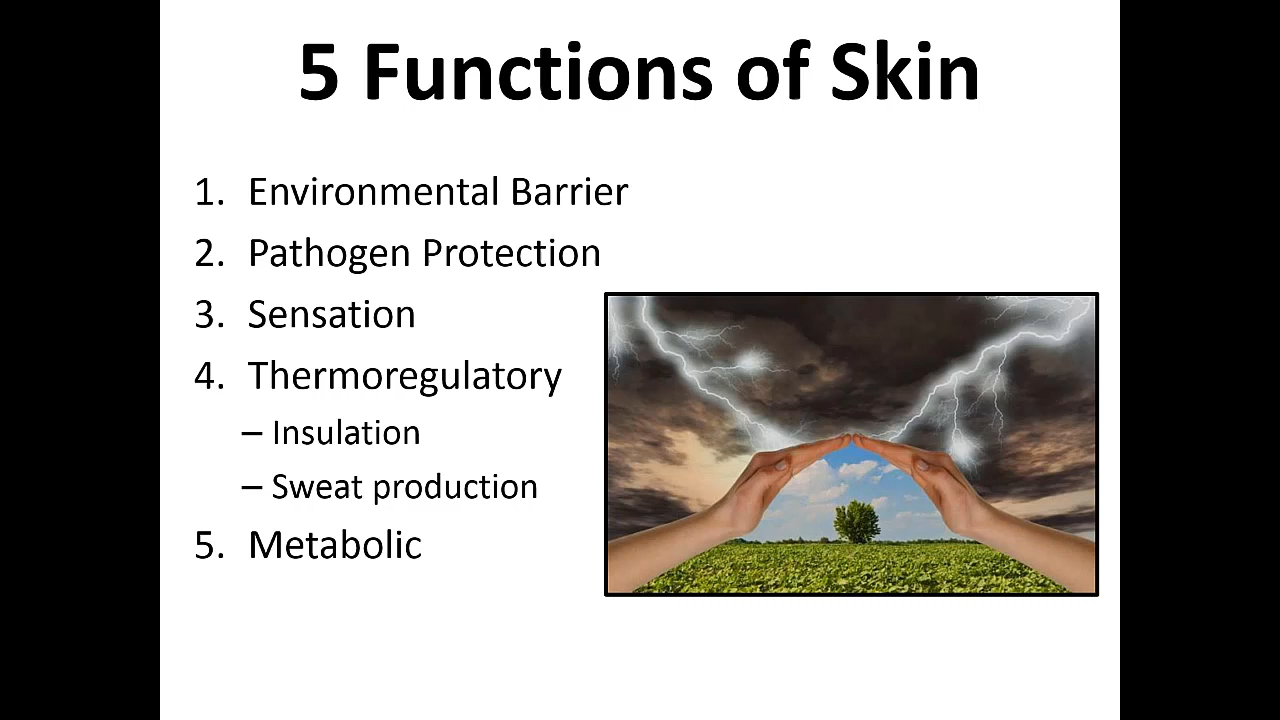 5 Functions of Skin
1. Environmental Barrier
2. Pathogen Protection
3. Sensation
4. Thermoregulatory
– Insulation
– Sweat production
5. Metabolic